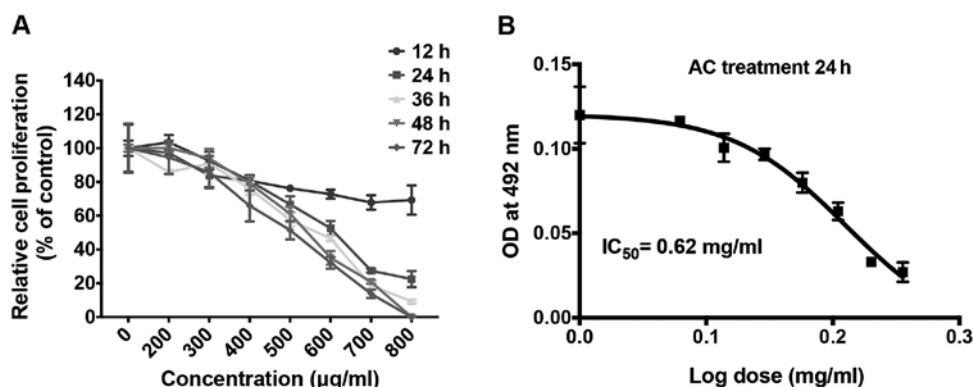 A
Relative cell proliferation
(% of control)
140
120
100
80
60
40
20
0
12 h
24 h
36 h
48 h
72 h
0
200
300
400
500
600
700
800
Concentration (µg/ml)
B
AC treatment 24 h
OD at 492 nm
0.15
0.10
0.05
0.00
IC50= 0.62 mg/ml
0.0
0.1
0.2
0.3
Log dose (mg/ml)